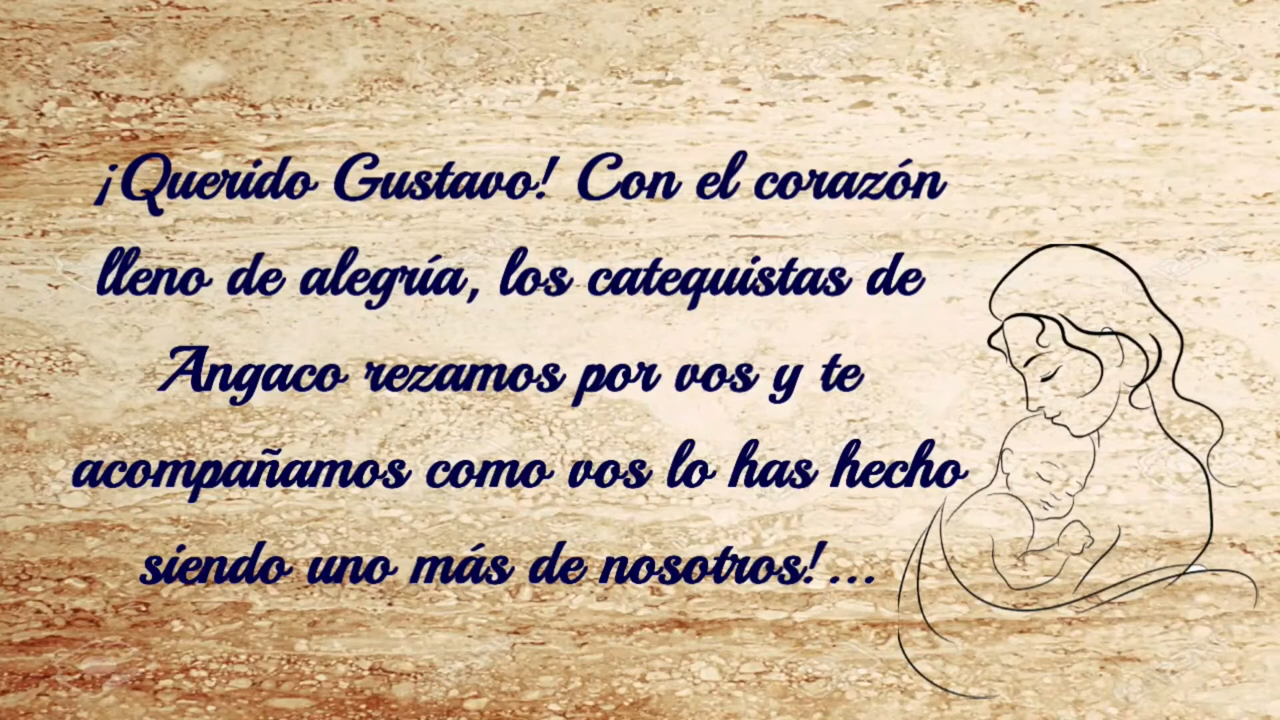 ¡Querido Gustavo! Con el corazón
lleno de alegría, los catequistas de
Angaco rezamos por vos y te
acompañamos como vos lo has hecho
siendo uno más de nosotros!...